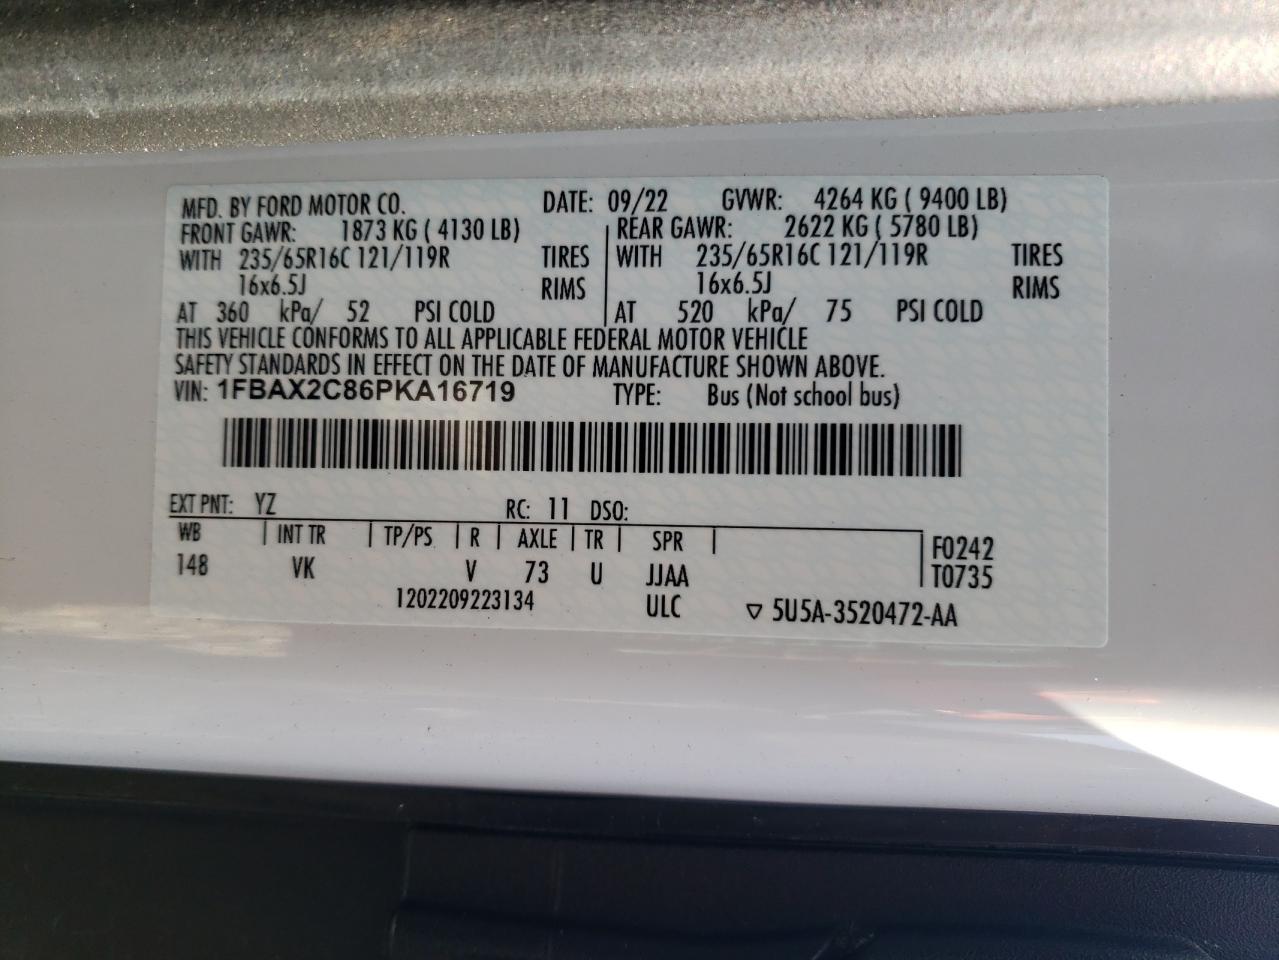 MFD. BY FORD MOTOR CO. DATE: 09/22 GVWR: 4264 KG ( 9400 LB)
FRONT GAWR: 1873 KG ( 4130 LB) REAR GAWR: 2622 KG ( 5780 LB)
WITH 235/65R16C 121/119R TIRES WITH 235/65R16C 121/119R TIRES
16x6.5J RIMS 16x6.5J RIMS
AT 360 kPa/ 52 PSI COLD AT 520 kPa/ 75 PSI COLD
THIS VEHICLE CONFORMS TO ALL APPLICABLE FEDERAL MOTOR VEHICLE
SAFETY STANDARDS IN EFFECT ON THE DATE OF MANUFACTURE SHOWN ABOVE.
VIN: 1FBAX2C86PKA16719 TYPE: Bus (Not school bus)
EXT PNT: YZ RC: 11 DSO:
WB INT TR TP/PS R AXLE TR SPR F0242
148 VK V 73 U JJAA T0735
1202209223134 ULC ▽ 5U5A-3520472-AA